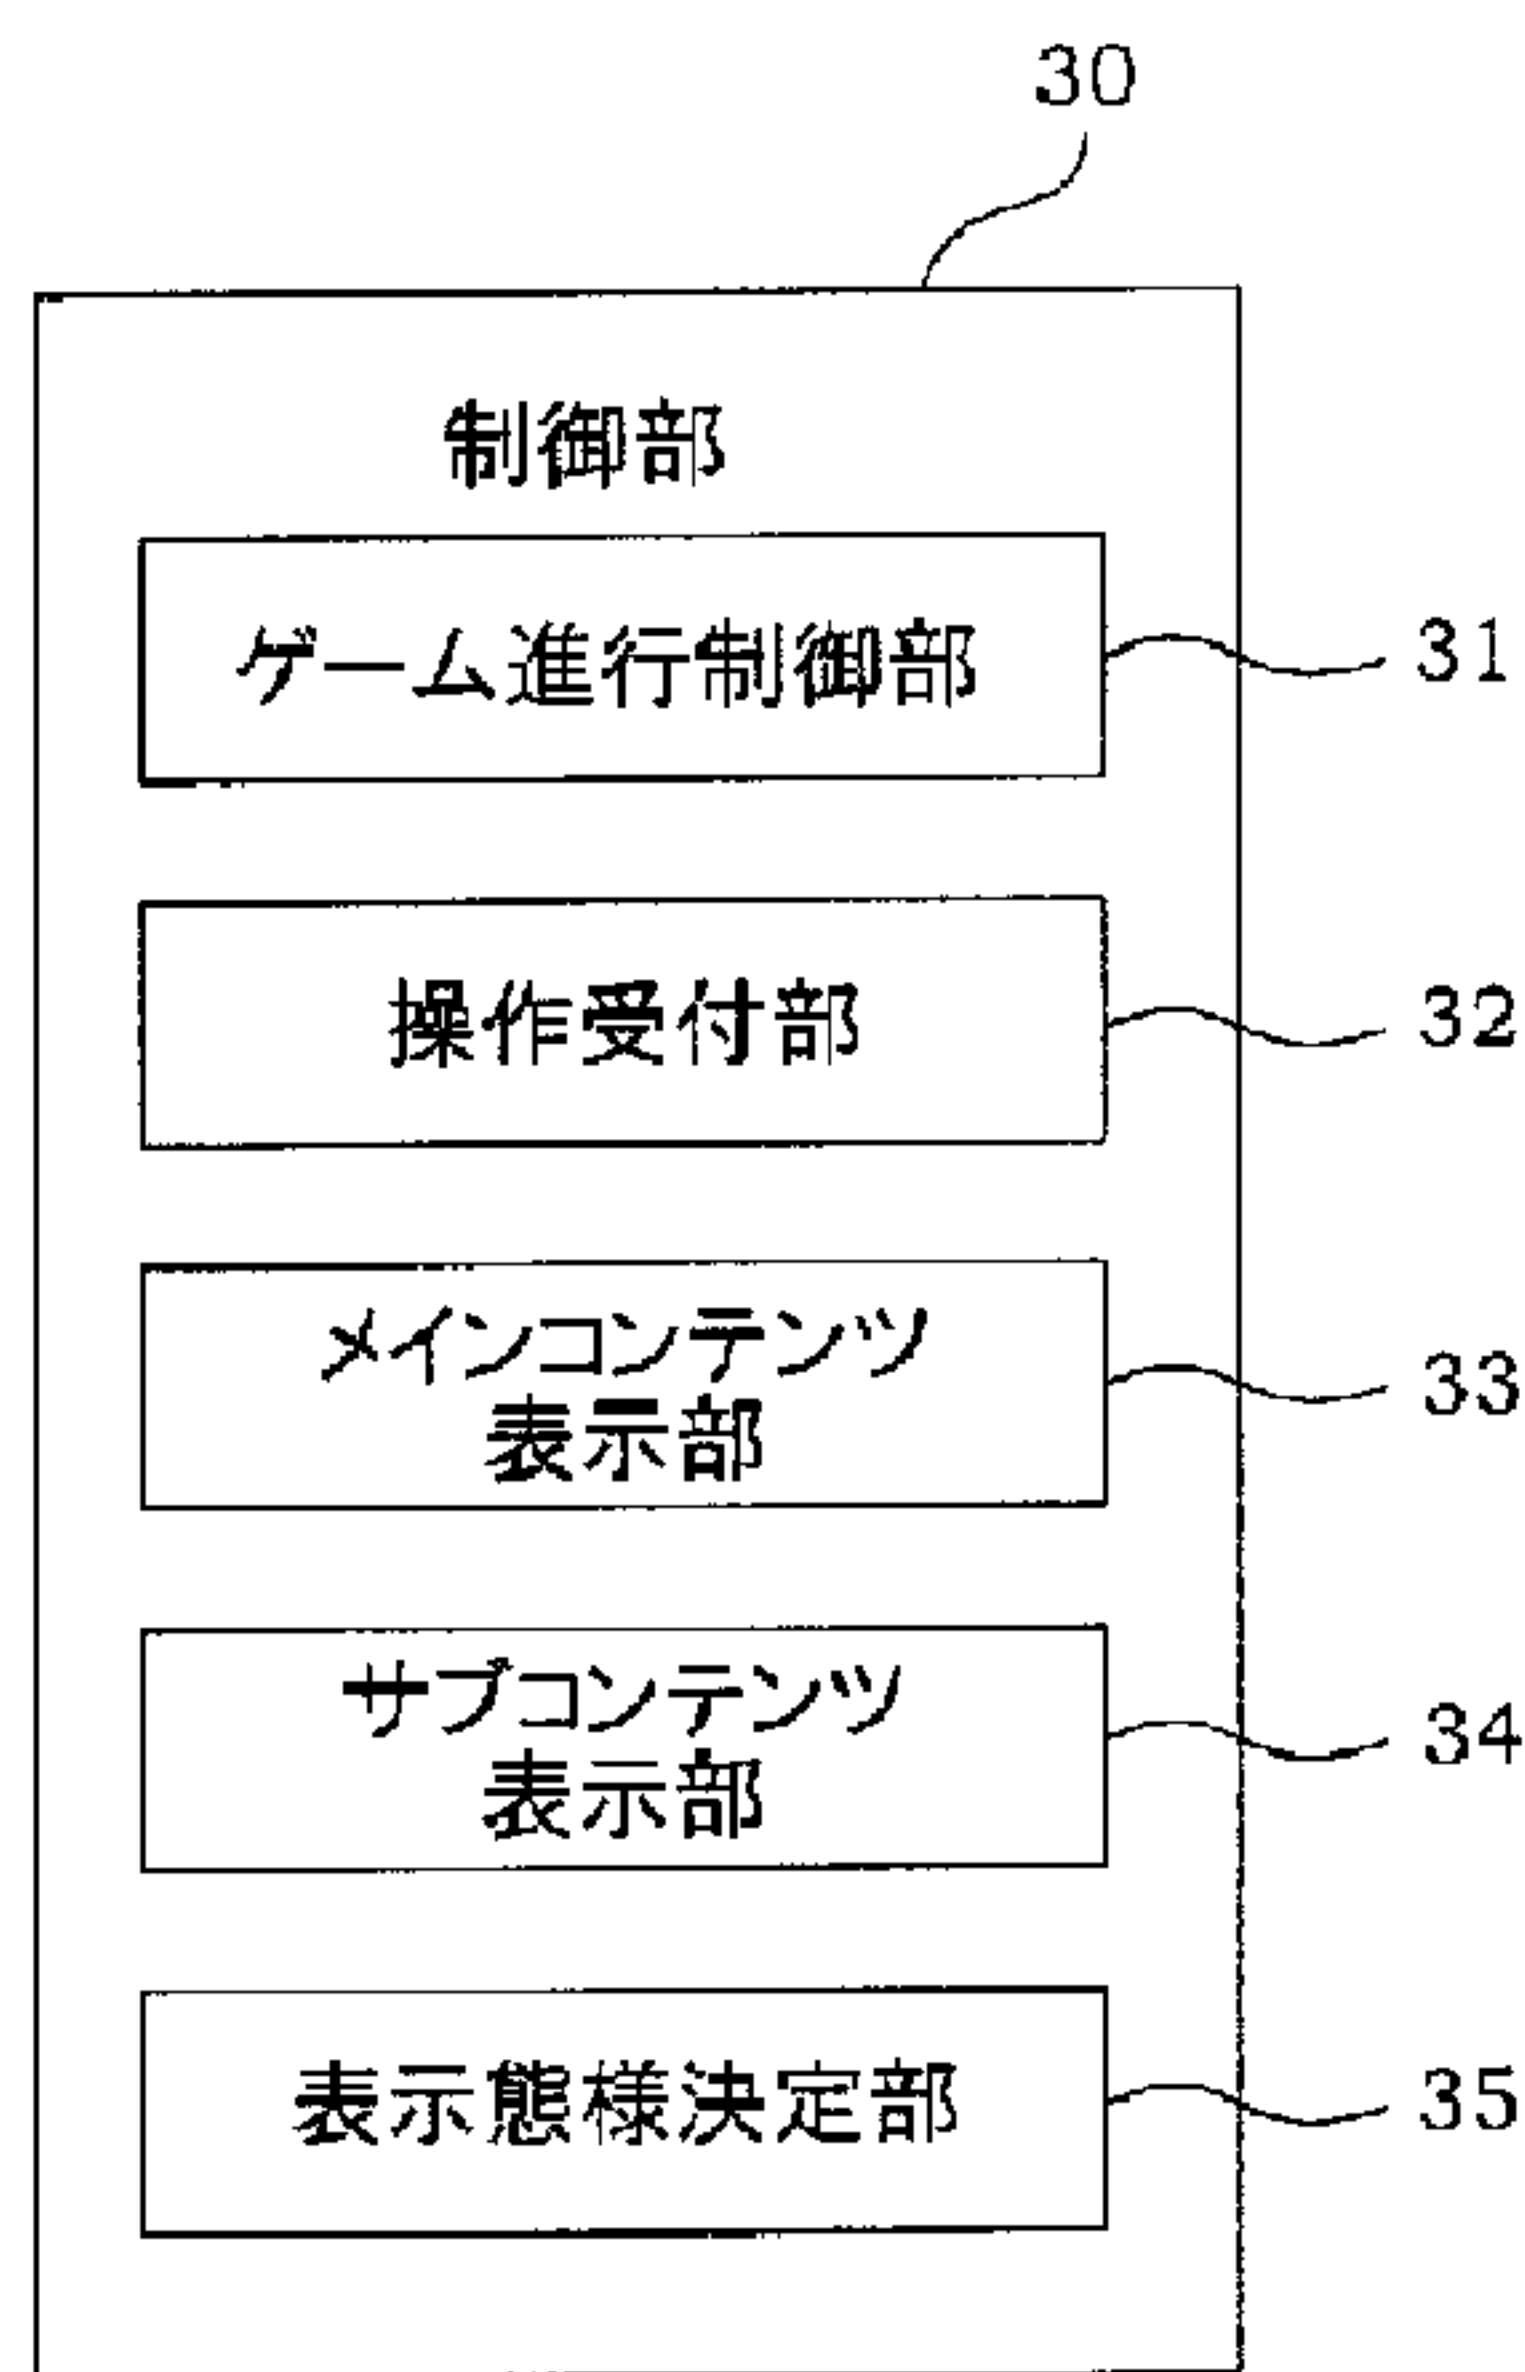 30
制御部
ゲーム進行制御部
31
操作受付部
32
メインコンテンツ
表示部
33
サブコンテンツ
表示部
34
表示態様決定部
35